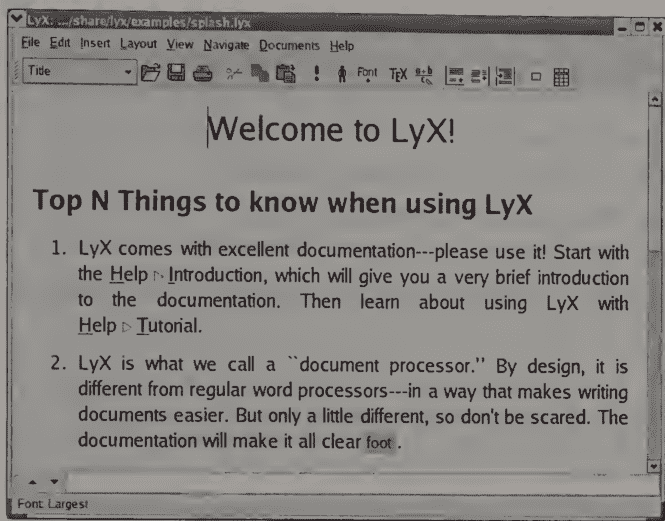 LyX: .../share/lyx/examples/splash.lyx
File Edit Insert Layout View Navigate Documents Help
Title Font TEX a+b
Welcome to LyX!
Top N Things to know when using LyX
1. LyX comes with excellent documentation---please use it! Start with
the Help ▷ Introduction, which will give you a very brief introduction
to the documentation. Then learn about using LyX with
Help ▷ Tutorial.
2. LyX is what we call a ``document processor.'' By design, it is
different from regular word processors---in a way that makes writing
documents easier. But only a little different, so don't be scared. The
documentation will make it all clear foot .
Font: Largest